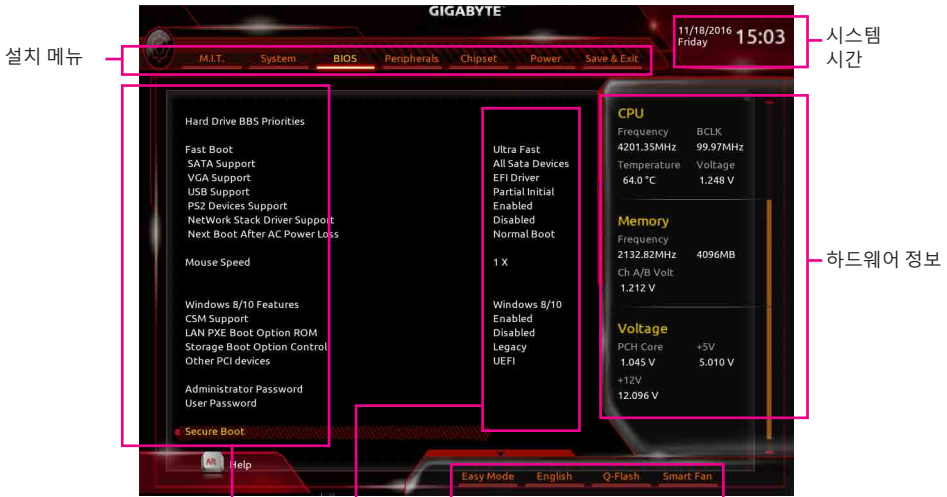 GIGABYTE
11/18/2016
Friday
15:03
시스템
시간
설치 메뉴
M.I.T. System BIOS Peripherals Chipset Power Save & Exit
Hard Drive BBS Priorities
Fast Boot Ultra Fast
SATA Support All Sata Devices
VGA Support EFI Driver
USB Support Partial Initial
PS2 Devices Support Enabled
NetWork Stack Driver Support Disabled
Next Boot After AC Power Loss Normal Boot
Mouse Speed 1 X
Windows 8/10 Features Windows 8/10
CSM Support Enabled
LAN PXE Boot Option ROM Disabled
Storage Boot Option Control Legacy
Other PCI devices UEFI
Administrator Password
User Password
Secure Boot
CPU
Frequency BCLK
4201.35MHz 99.97MHz
Temperature Voltage
64.0 °C 1.248 V
Memory
Frequency
2132.82MHz 4096MB
Ch A/B Volt
1.212 V
Voltage
PCH Core +5V
1.045 V 5.010 V
+12V
12.096 V
하드웨어 정보
Alt Help
Easy Mode English Q-Flash Smart Fan